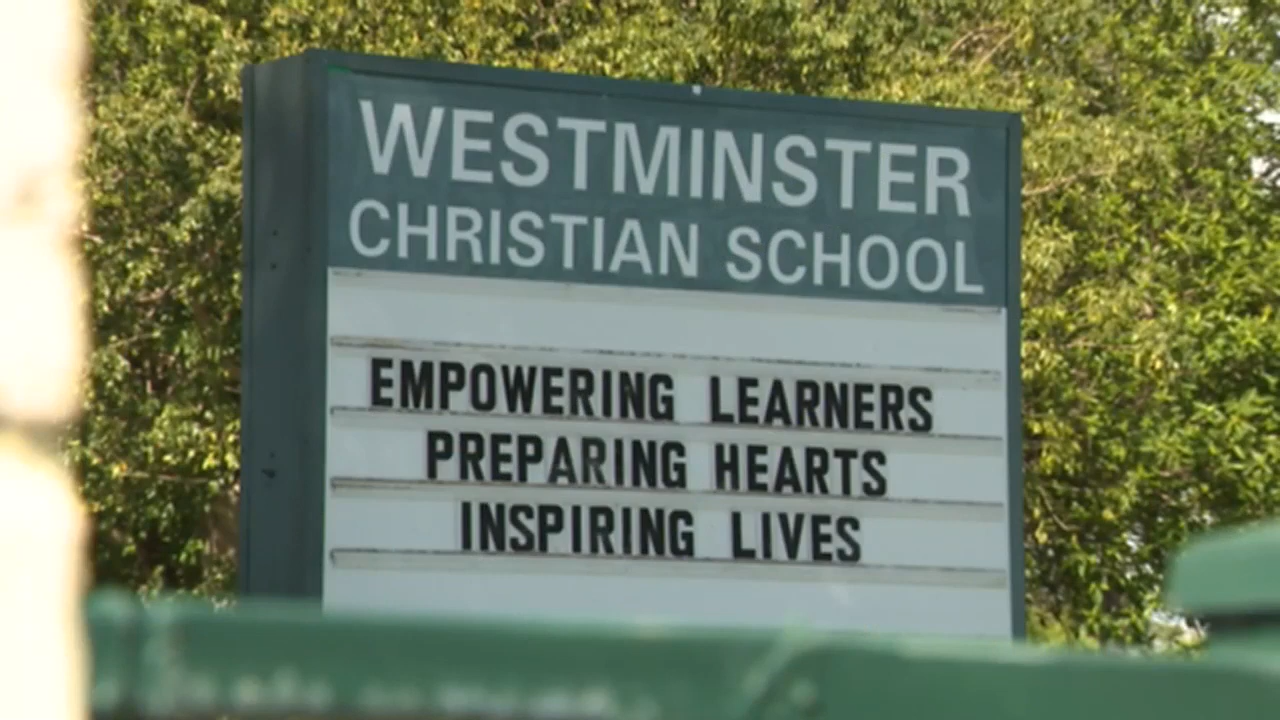 WESTMINSTER
CHRISTIAN SCHOOL
EMPOWERING LEARNERS
PREPARING HEARTS
INSPIRING LIVES